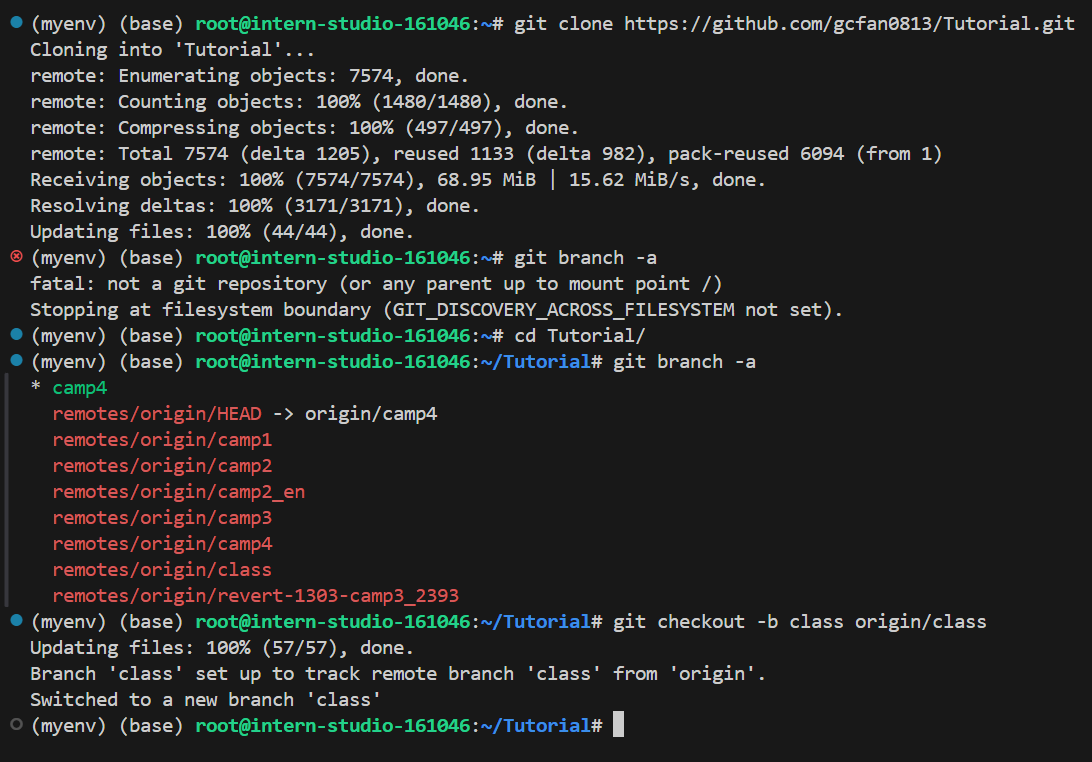 (myenv) (base) root@intern-studio-161046:~# git clone https://github.com/gcfan0813/Tutorial.git
Cloning into 'Tutorial'...
remote: Enumerating objects: 7574, done.
remote: Counting objects: 100% (1480/1480), done.
remote: Compressing objects: 100% (497/497), done.
remote: Total 7574 (delta 1205), reused 1133 (delta 982), pack-reused 6094 (from 1)
Receiving objects: 100% (7574/7574), 68.95 MiB | 15.62 MiB/s, done.
Resolving deltas: 100% (3171/3171), done.
Updating files: 100% (44/44), done.
(myenv) (base) root@intern-studio-161046:~# git branch -a
fatal: not a git repository (or any parent up to mount point /)
Stopping at filesystem boundary (GIT_DISCOVERY_ACROSS_FILESYSTEM not set).
(myenv) (base) root@intern-studio-161046:~# cd Tutorial/
(myenv) (base) root@intern-studio-161046:~/Tutorial# git branch -a
* camp4
  remotes/origin/HEAD -> origin/camp4
  remotes/origin/camp1
  remotes/origin/camp2
  remotes/origin/camp2_en
  remotes/origin/camp3
  remotes/origin/camp4
  remotes/origin/class
  remotes/origin/revert-1303-camp3_2393
(myenv) (base) root@intern-studio-161046:~/Tutorial# git checkout -b class origin/class
Updating files: 100% (57/57), done.
Branch 'class' set up to track remote branch 'class' from 'origin'.
Switched to a new branch 'class'
(myenv) (base) root@intern-studio-161046:~/Tutorial#